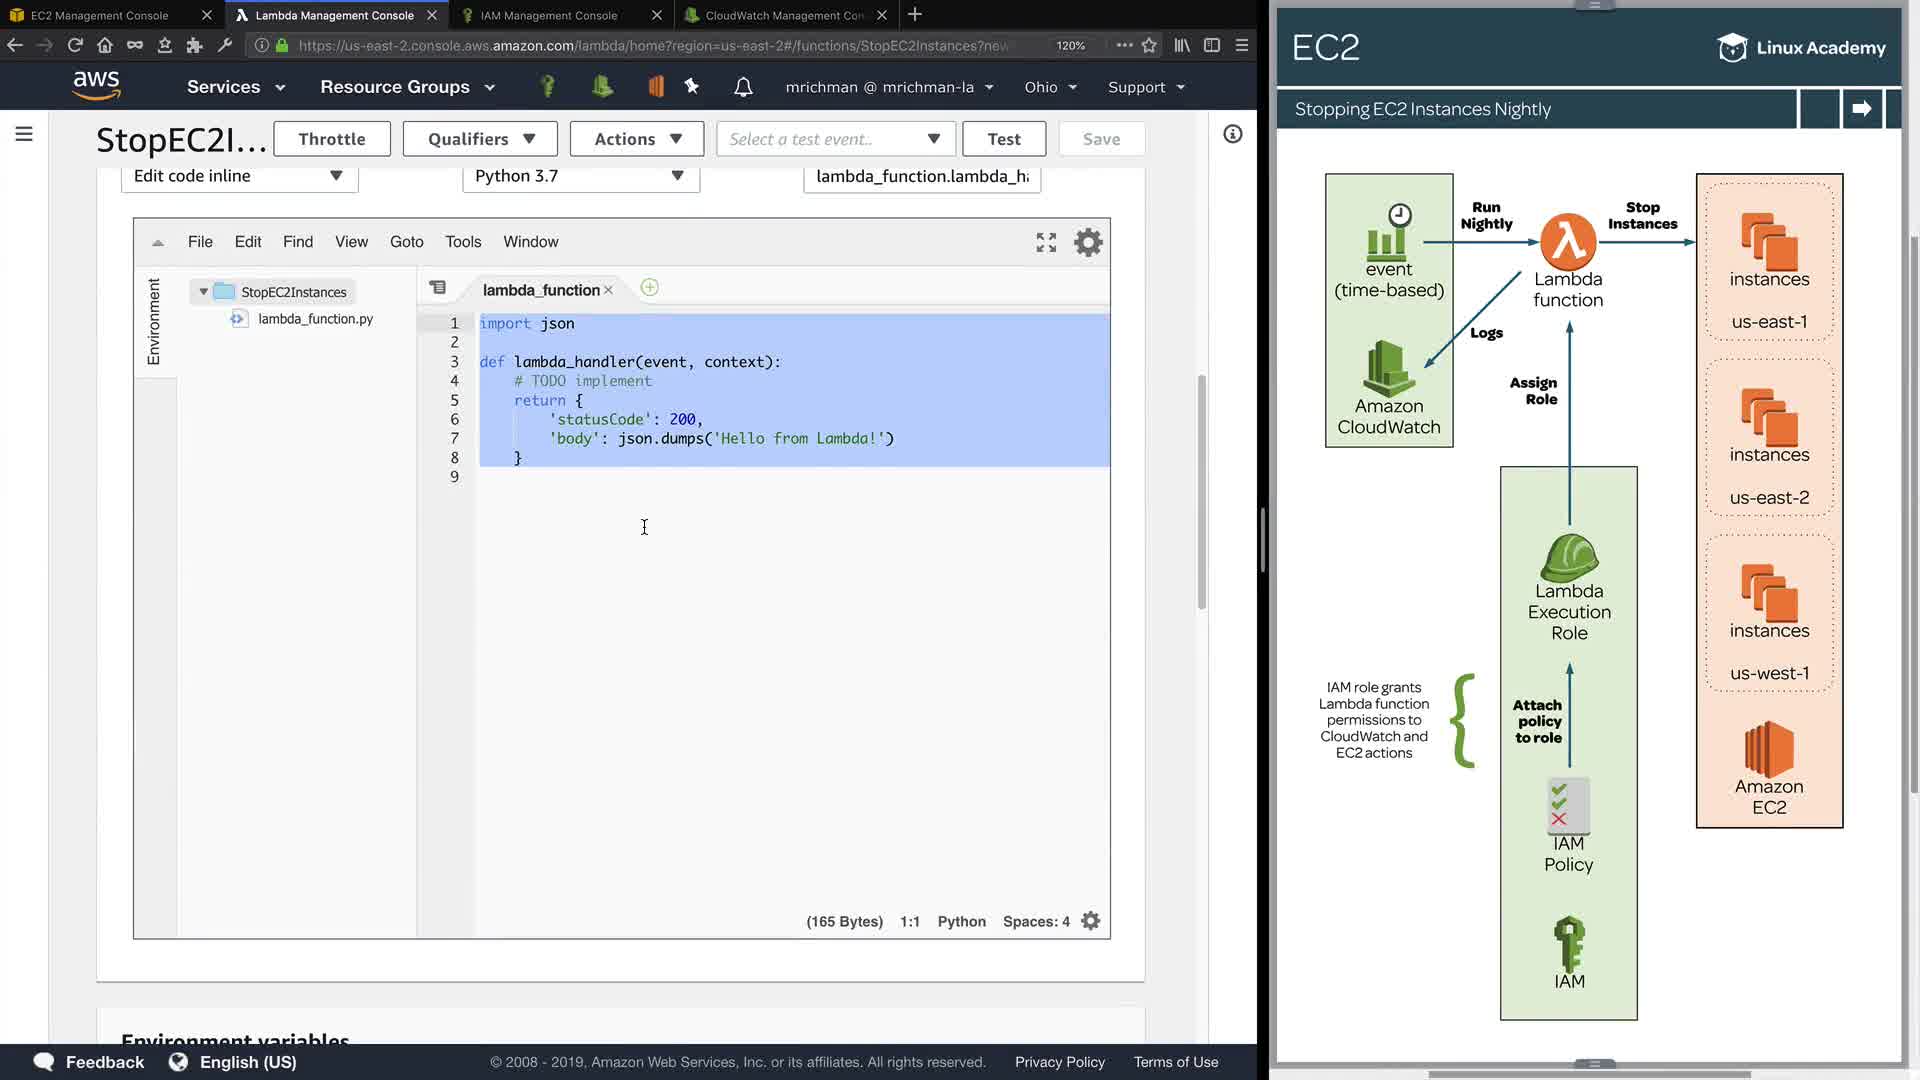 EC2 Management Console
Lambda Management Console
IAM Management Console
CloudWatch Management Con
https://us-east-2.console.aws.amazon.com/lambda/home?region=us-east-2#/functions/StopEC2Instances?new
120%
aws
Services
Resource Groups
mrichman @ mrichman-la
Ohio
Support
StopEC2I...
Throttle
Qualifiers
Actions
Select a test event..
Test
Save
Edit code inline
Python 3.7
lambda_function.lambda_ha
File Edit Find View Goto Tools Window
Environment
StopEC2Instances
lambda_function.py
lambda_function
1 import json
2
3 def lambda_handler(event, context):
4 # TODO implement
5 return {
6 'statusCode': 200,
7 'body': json.dumps('Hello from Lambda!')
8 }
9
(165 Bytes) 1:1 Python Spaces: 4
Environment variables
Feedback
English (US)
© 2008 - 2019, Amazon Web Services, Inc. or its affiliates. All rights reserved.
Privacy Policy
Terms of Use
EC2
Linux Academy
Stopping EC2 Instances Nightly
event
(time-based)
Run
Nightly
Lambda
function
Stop
Instances
Logs
Amazon
CloudWatch
Assign
Role
Lambda
Execution
Role
IAM role grants
Lambda function
permissions to
CloudWatch and
EC2 actions
Attach
policy
to role
IAM
Policy
IAM
instances
us-east-1
instances
us-east-2
instances
us-west-1
Amazon
EC2